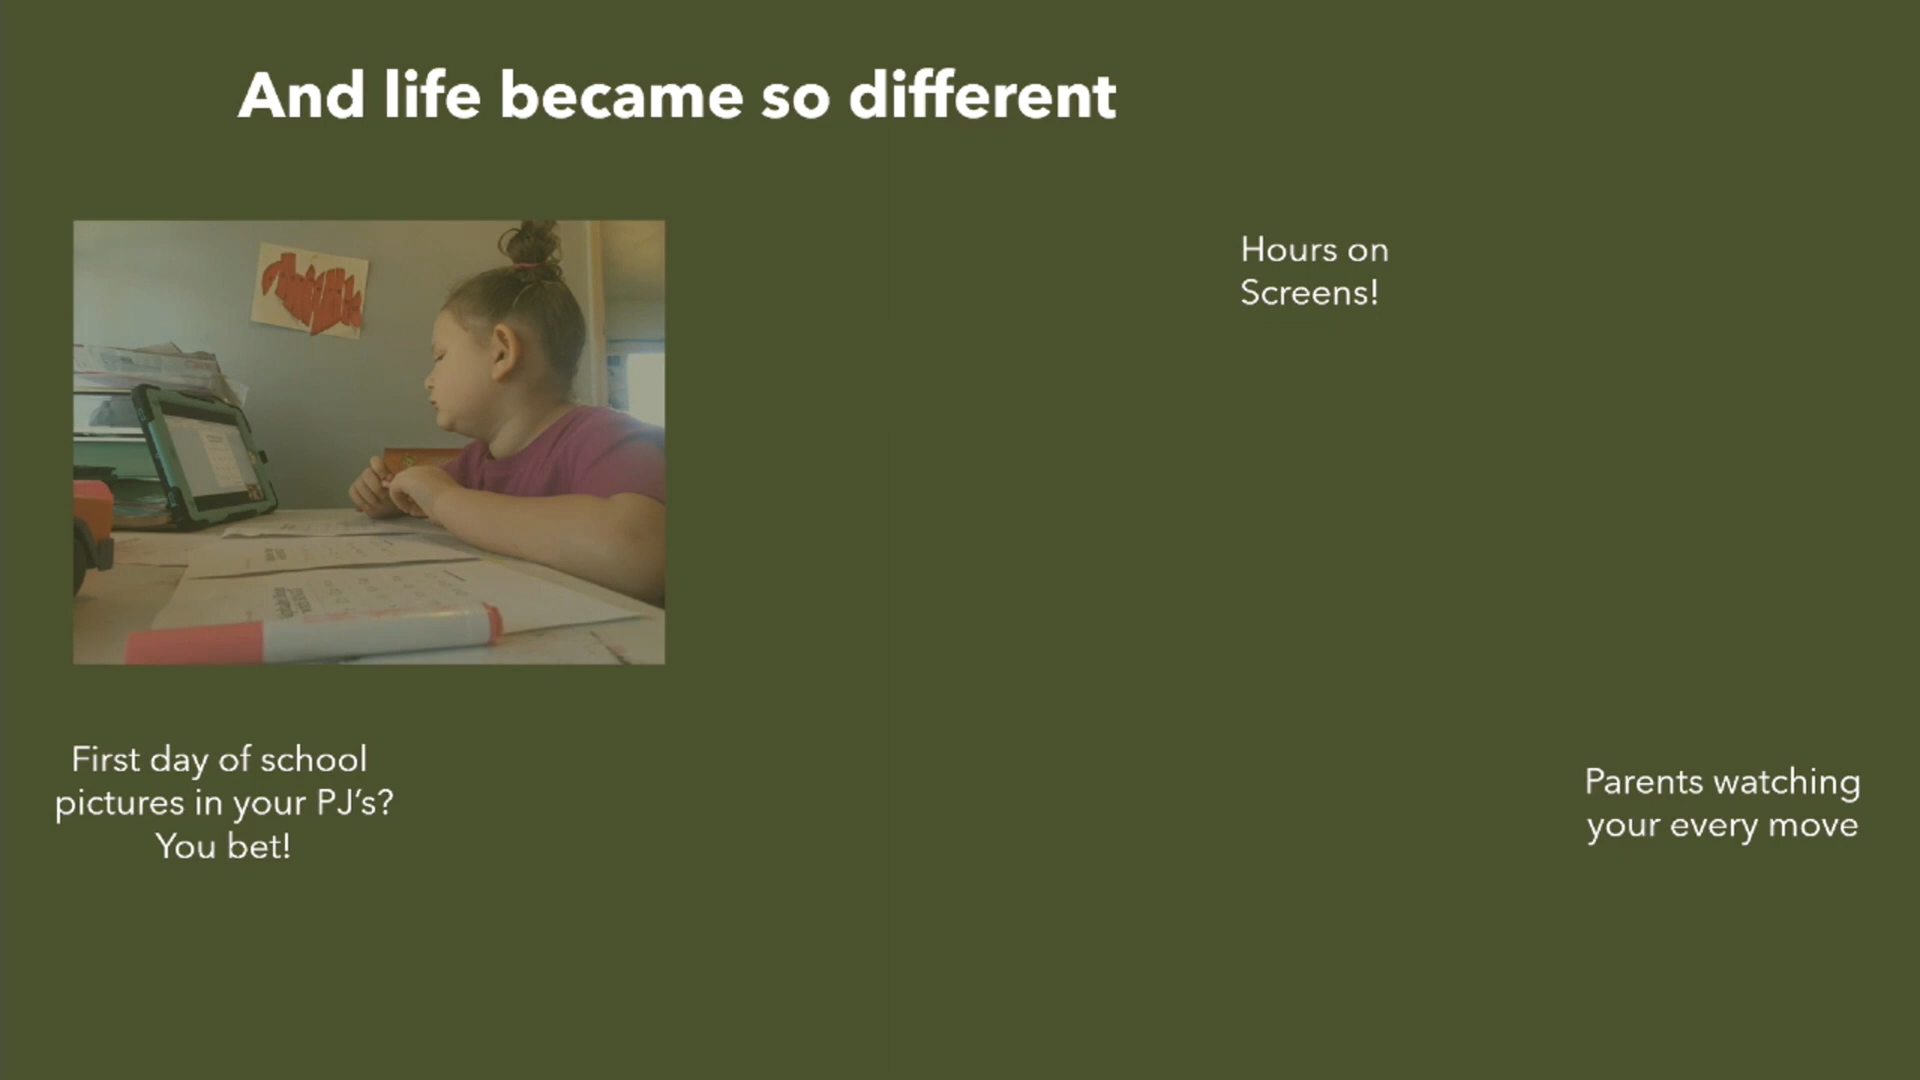 And life became so different
Hours on
Screens!
First day of school
pictures in your PJ's?
You bet!
Parents watching
your every move